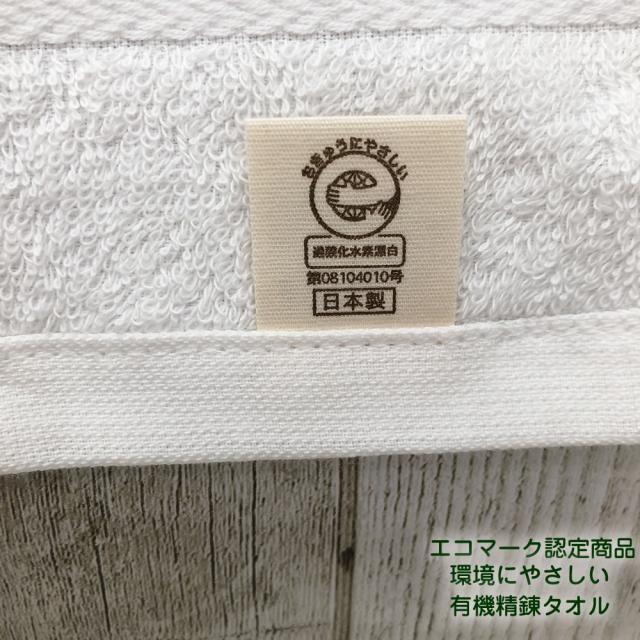 ちきゅうにやさしい
過酸化水素漂白
第08104010号
日本製
エコマーク認定商品
環境にやさしい
有機精錬タオル